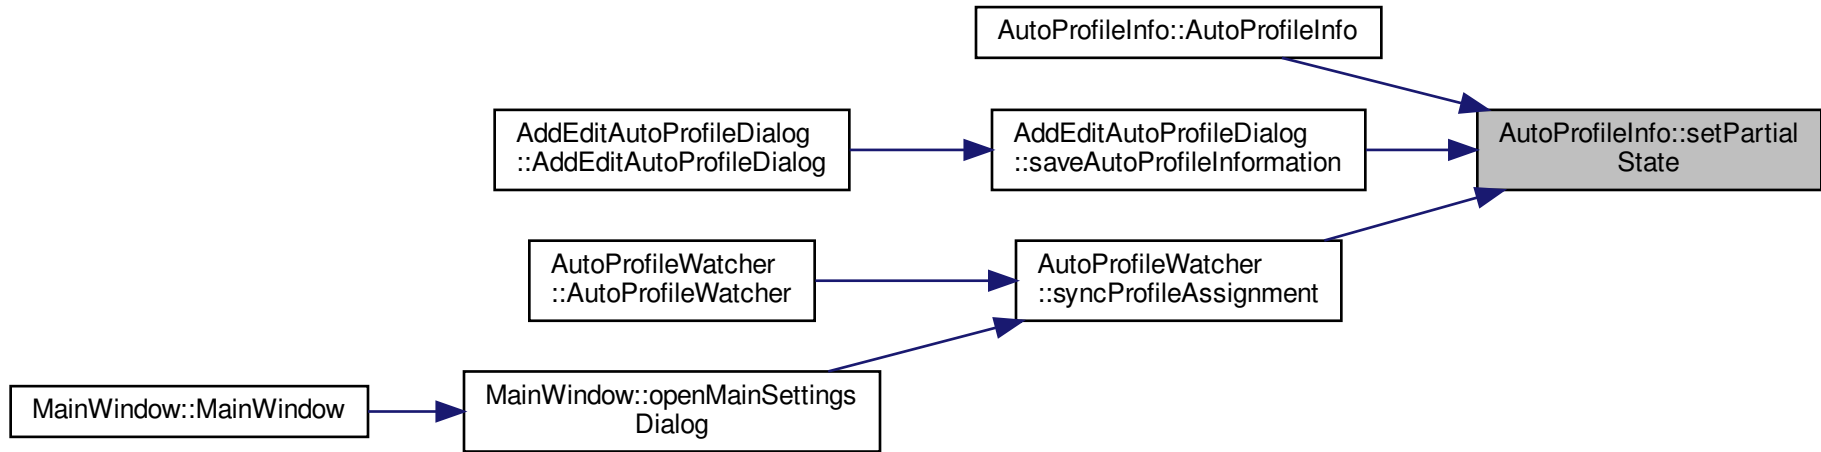 AutoProfileInfo::AutoProfileInfo
AddEditAutoProfileDialog
::AddEditAutoProfileDialog
AddEditAutoProfileDialog
::saveAutoProfileInformation
AutoProfileInfo::setPartial
State
AutoProfileWatcher
::AutoProfileWatcher
AutoProfileWatcher
::syncProfileAssignment
MainWindow::MainWindow
MainWindow::openMainSettings
Dialog